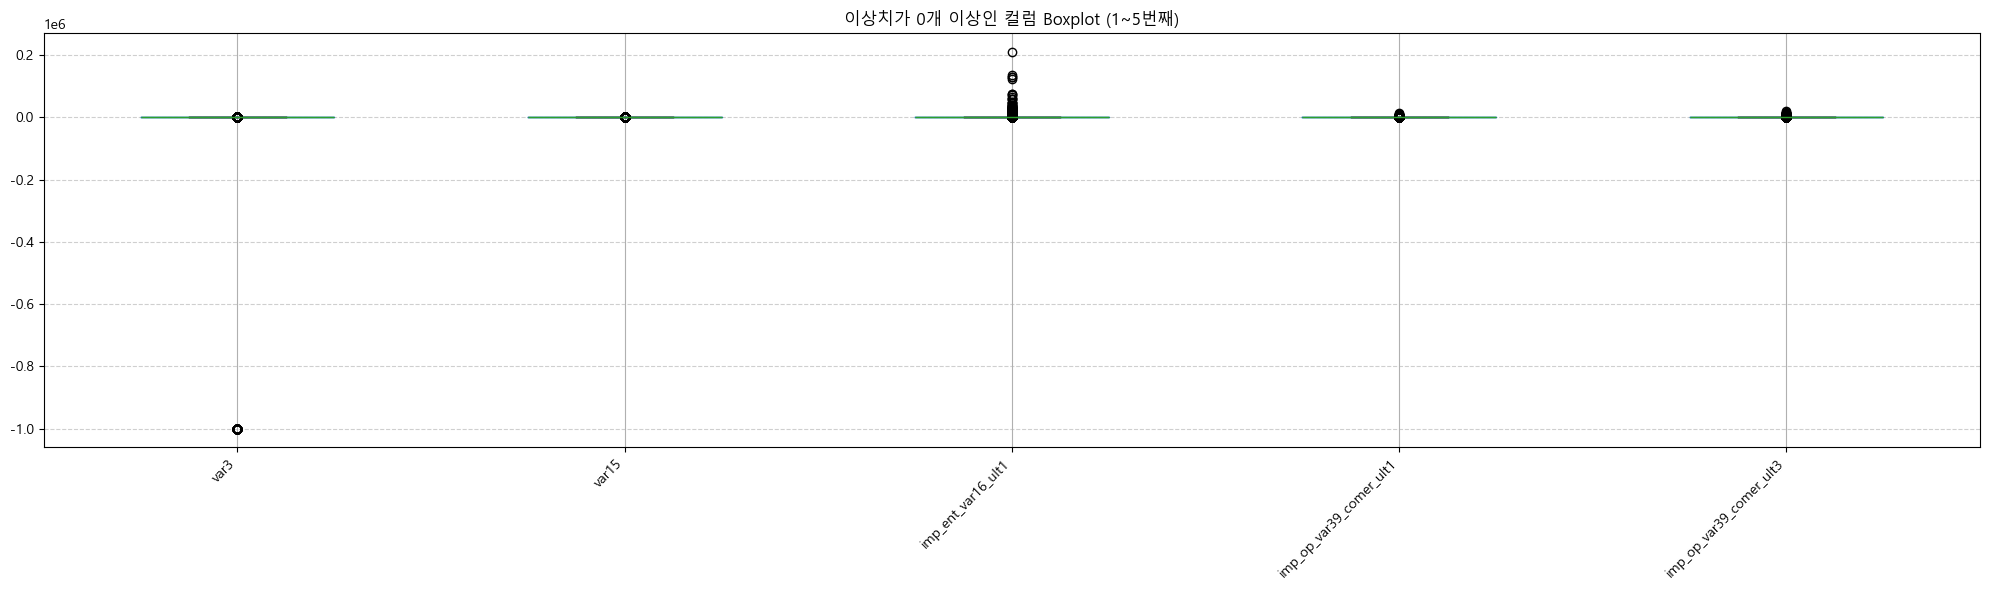 이상치가 0개 이상인 컬럼 Boxplot (1~5번째)
1e6
0.2
0.0
-0.2
-0.4
-0.6
-0.8
-1.0
var3
var15
imp_ent_var16_ult1
imp_op_var39_comer_ult1
imp_op_var39_comer_ult3